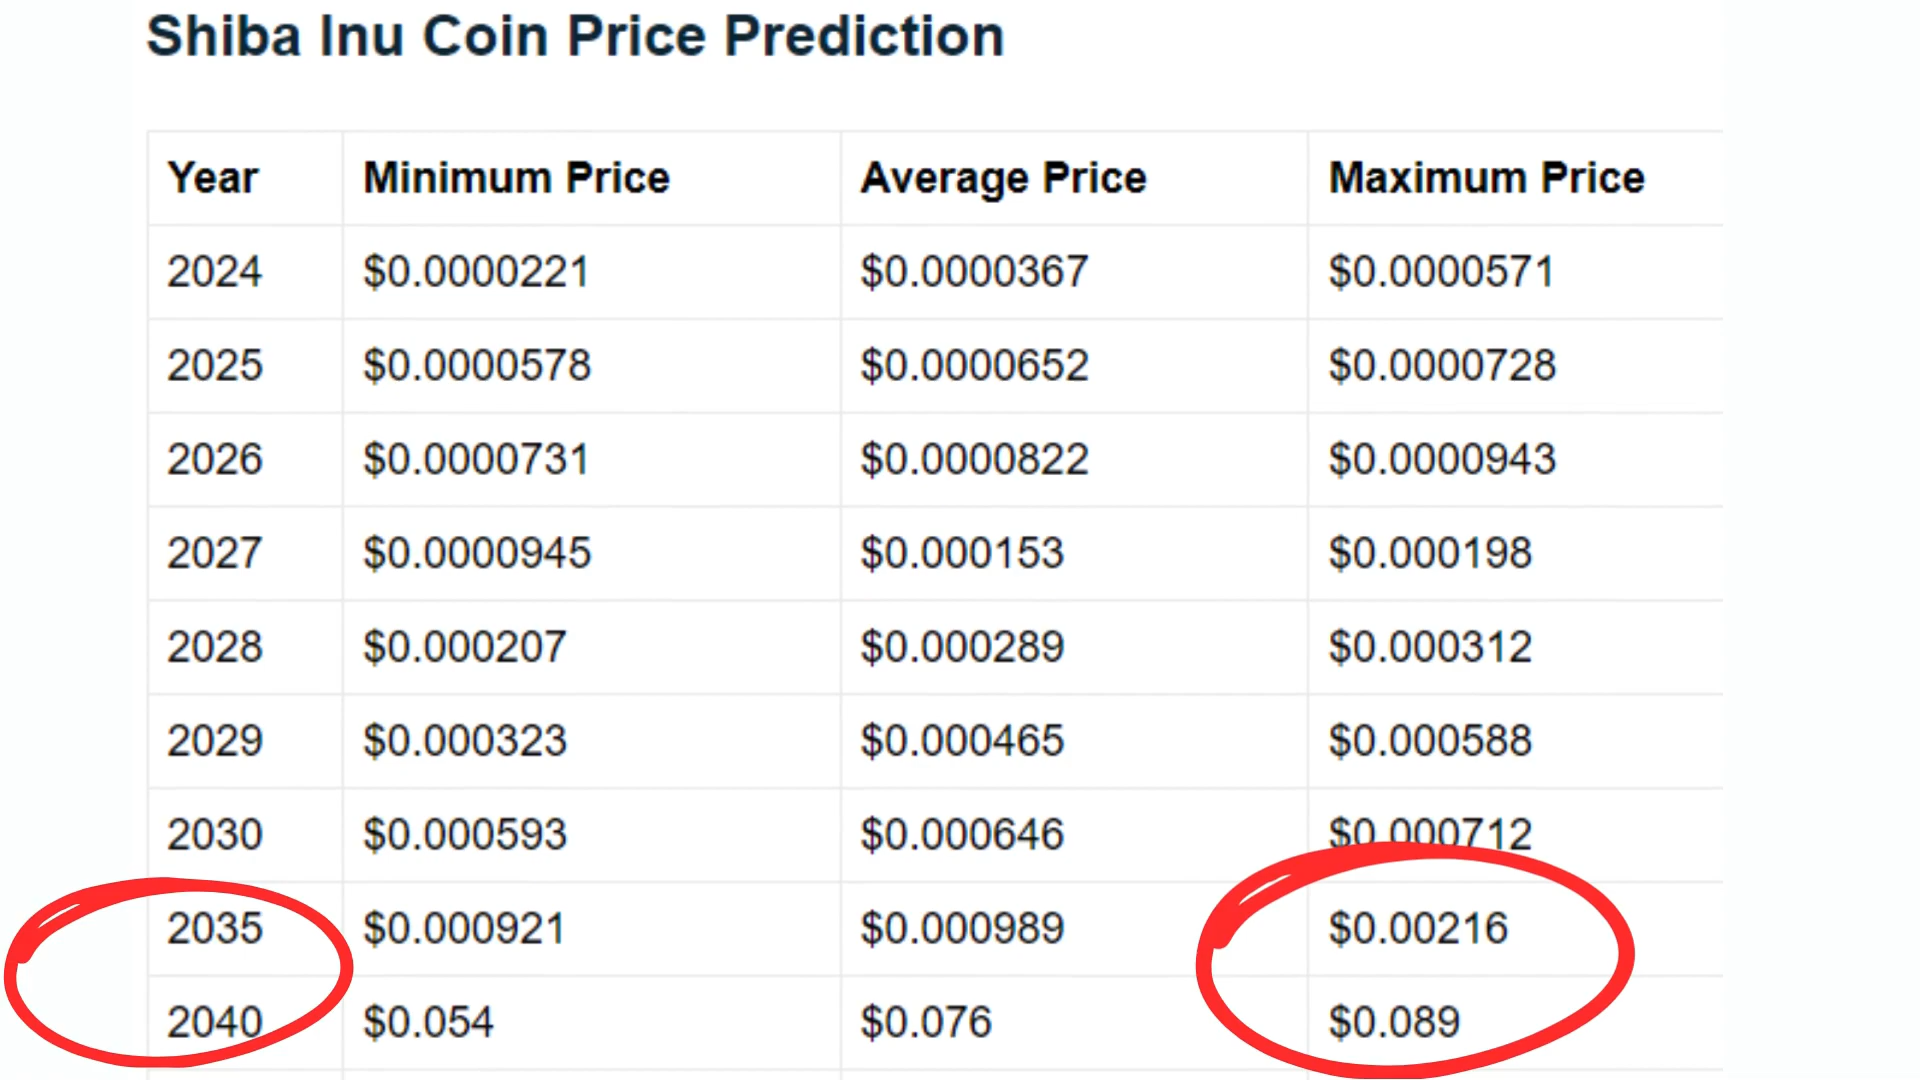 Shiba Inu Coin Price Prediction
Year Minimum Price Average Price Maximum Price
2024 $0.0000221 $0.0000367 $0.0000571
2025 $0.0000578 $0.0000652 $0.0000728
2026 $0.0000731 $0.0000822 $0.0000943
2027 $0.0000945 $0.000153 $0.000198
2028 $0.000207 $0.000289 $0.000312
2029 $0.000323 $0.000465 $0.000588
2030 $0.000593 $0.000646 $0.000712
2035 $0.000921 $0.000989 $0.00216
2040 $0.054 $0.076 $0.089